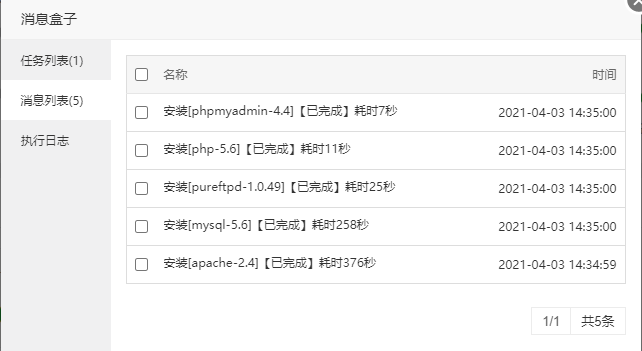 消息盒子
任务列表(1)
消息列表(5)
执行日志
名称 时间
安装[phpmyadmin-4.4]【已完成】耗时7秒 2021-04-03 14:35:00
安装[php-5.6]【已完成】耗时11秒 2021-04-03 14:35:00
安装[pureftpd-1.0.49]【已完成】耗时25秒 2021-04-03 14:35:00
安装[mysql-5.6]【已完成】耗时258秒 2021-04-03 14:35:00
安装[apache-2.4]【已完成】耗时376秒 2021-04-03 14:34:59
1/1 共5条